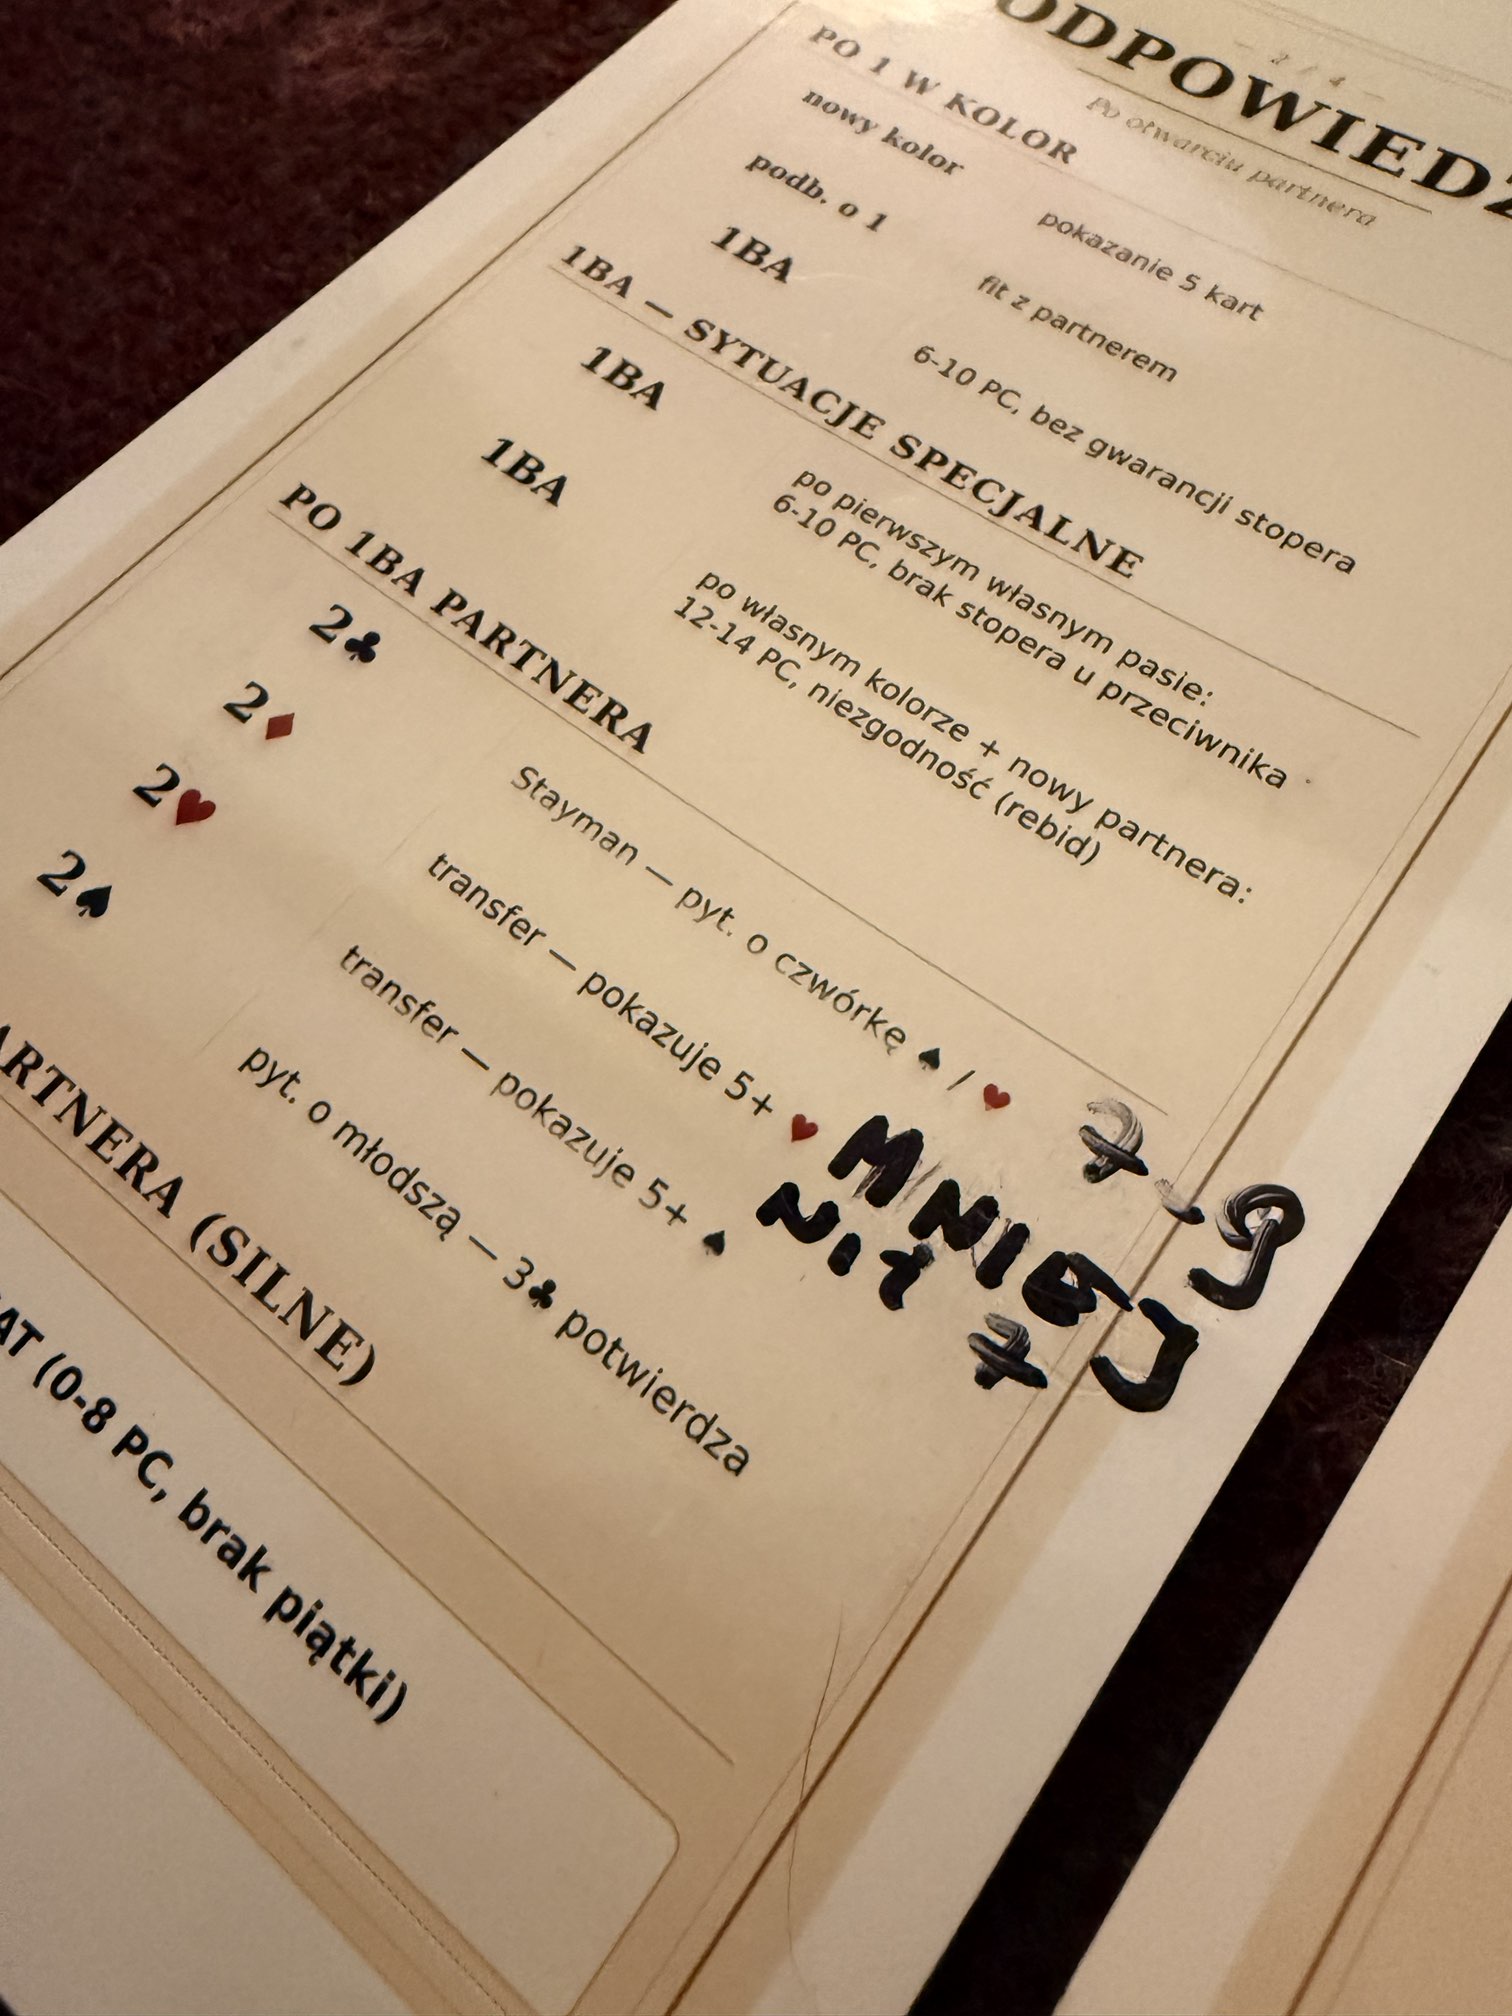 ODPOWIEDZ
Po otwarciu partnera
PO 1 W KOLOR
nowy kolor pokazanie 5 kart
podb. o 1 fit z partnerem
1BA 6-10 PC, bez gwarancji stopera
1BA — SYTUACJE SPECJALNE
1BA po pierwszym własnym pasie:
6-10 PC, brak stopera u przeciwnika
1BA po własnym kolorze + nowy partnera:
12-14 PC, niezgodność (rebid)
PO 1BA PARTNERA
2♣ Stayman — pyt. o czwórkę ♠ / ♥ 7-9
2♦ transfer — pokazuje 5+ ♥ MNIEJ
2♥ transfer — pokazuje 5+ ♠ NIŻ 7
2♠ pyt. o młodszą — 3♣ potwierdza
ARTNERA (SILNE)
AT (0-8 PC, brak piątki)